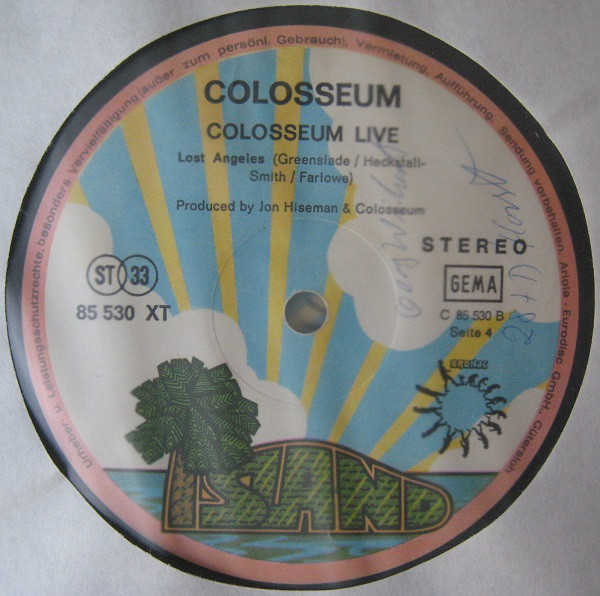 Urheber- u. Leistungsschutzrechte, besonders Vervielfältigung (außer zum persönl. Gebrauch), Vermietung, Aufführung, Sendung vorbehalten. Ariola-Eurodisc GmbH., Gütersloh
COLOSSEUM
COLOSSEUM LIVE
Lost Angeles (Greenslade / Heckstall-
Smith / Farlowe)
Produced by Jon Hiseman & Colosseum
STEREO
ST 33
GEMA
85 530 XT
C 85 530 B
Seite 4
BRONZE
ISLAND